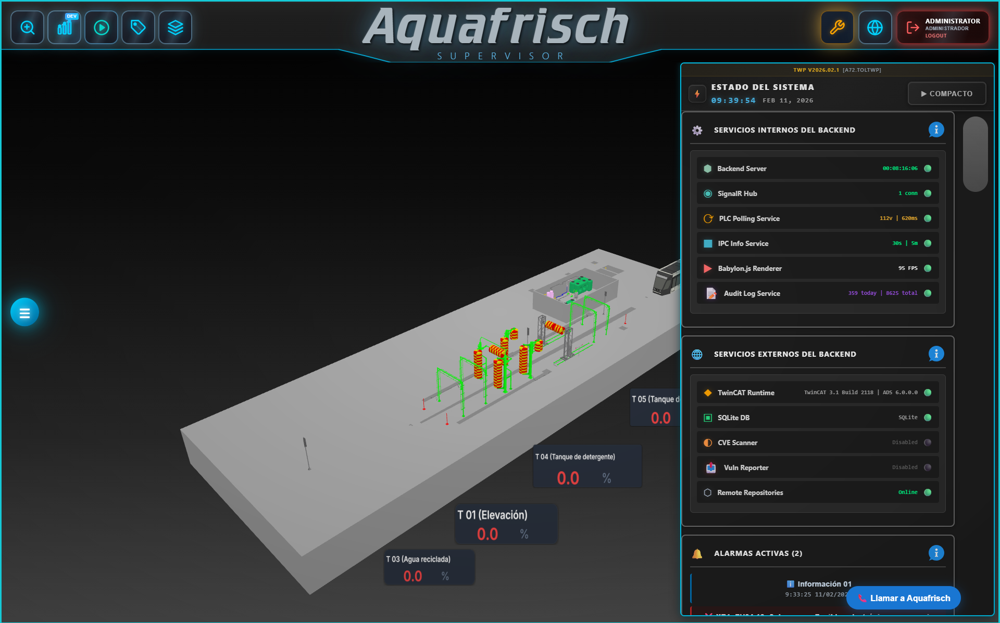 DEV
Aquafrisch
SUPERVISOR
ADMINISTRATOR
ADMINISTRADOR
LOGOUT
TWP V2026.02.1 [A72.TOLTWP]
ESTADO DEL SISTEMA
09:39:54 FEB 11, 2026
▶ COMPACTO
SERVICIOS INTERNOS DEL BACKEND
Backend Server 00:08:16:06
SignalR Hub 1 conn
PLC Polling Service 112v | 620ms
IPC Info Service 30s | 5m
Babylon.js Renderer 95 FPS
Audit Log Service 359 today | 8625 total
SERVICIOS EXTERNOS DEL BACKEND
TwinCAT Runtime TwinCAT 3.1 Build 2118 | ADS 6.0.0.0
SQLite DB SQLite
CVE Scanner Disabled
Vuln Reporter Disabled
Remote Repositories Online
ALARMAS ACTIVAS (2)
Información 01
9:33:25 11/02/202
Llamar a Aquafrisch
T 05 (Tanque d
0.0
T 04 (Tanque de detergente)
0.0 %
T 01 (Elevación)
0.0 %
T 03 (Agua reciclada)
0.0 %